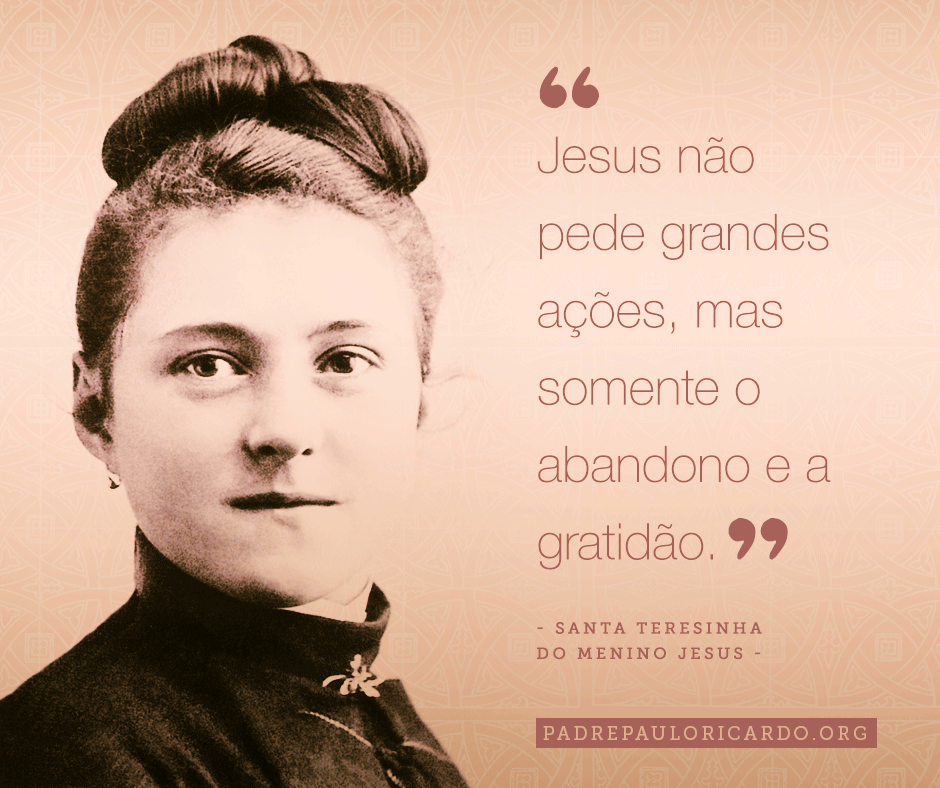 “
Jesus não
pede grandes
ações, mas
somente o
abandono e a
gratidão. ”
- SANTA TERESINHA
DO MENINO JESUS -
PADREPAULORICARDO.ORG